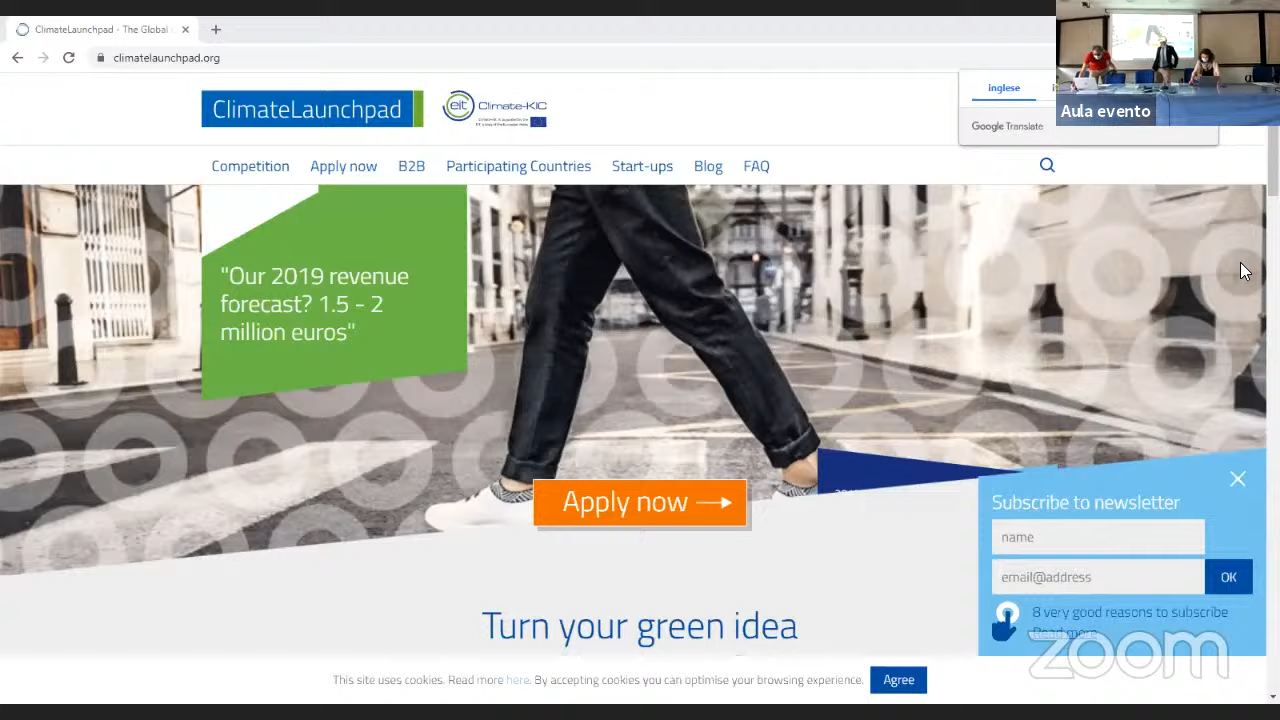 ClimateLaunchpad - The Global
climatelaunchpad.org
inglese
Google Translate
Aula evento
ClimateLaunchpad
eit Climate-KIC
Competition
Apply now
B2B
Participating Countries
Start-ups
Blog
FAQ
"Our 2019 revenue
forecast? 1.5 - 2
million euros"
Apply now
Subscribe to newsletter
name
email@address
OK
8 very good reasons to subscribe
Read more
Turn your green idea
zoom
This site uses cookies. Read more here. By accepting cookies you can optimise your browsing experience.
Agree